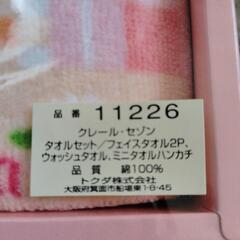 品番 11226
クレール・セゾン
タオルセット/フェイスタオル2P、
ウォッシュタオル、ミニタオルハンカチ
品質 綿100%
トクダ株式会社
大阪府箕面市船場東1-8-45